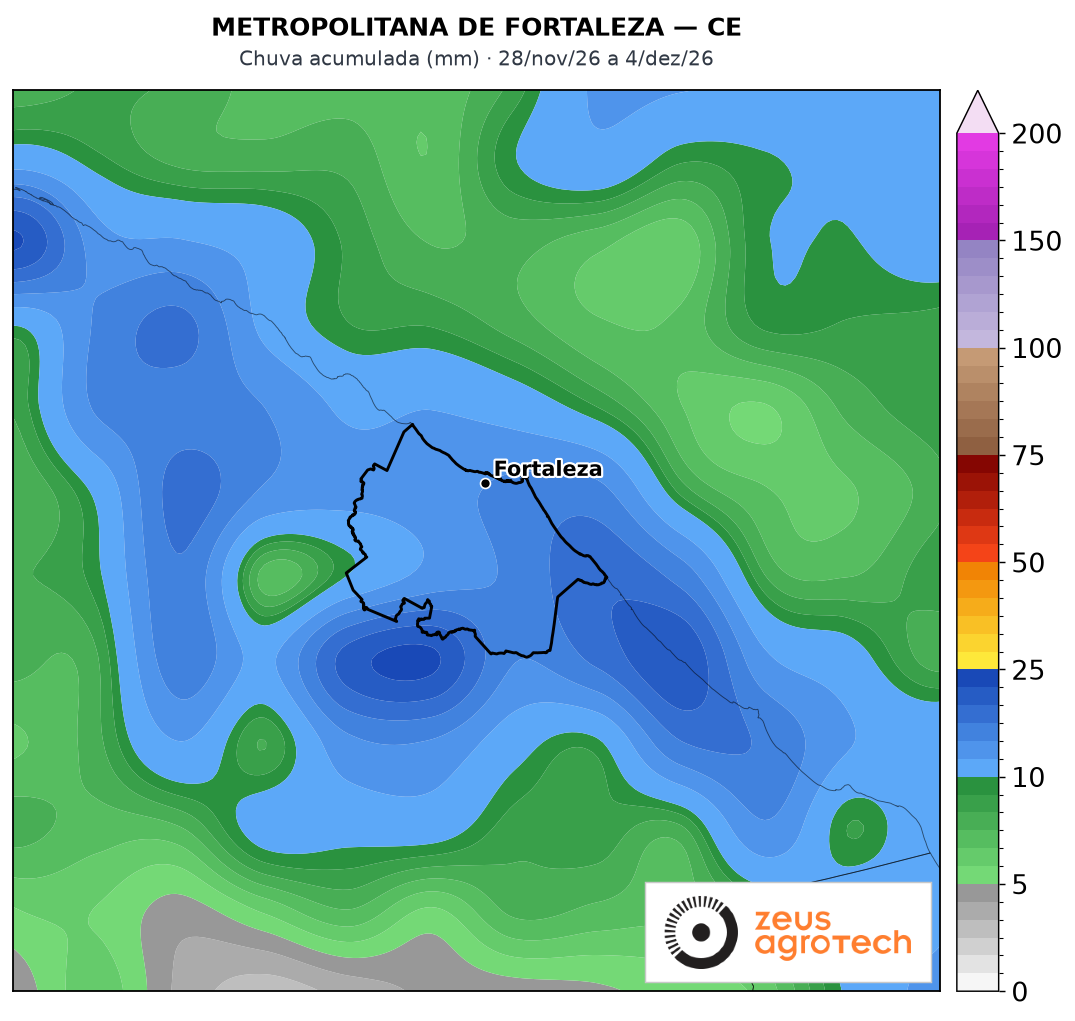 METROPOLITANA DE FORTALEZA — CE
Chuva acumulada (mm) · 28/nov/26 a 4/dez/26
Fortaleza
200
150
100
75
50
25
10
5
0
zeus
agrotech